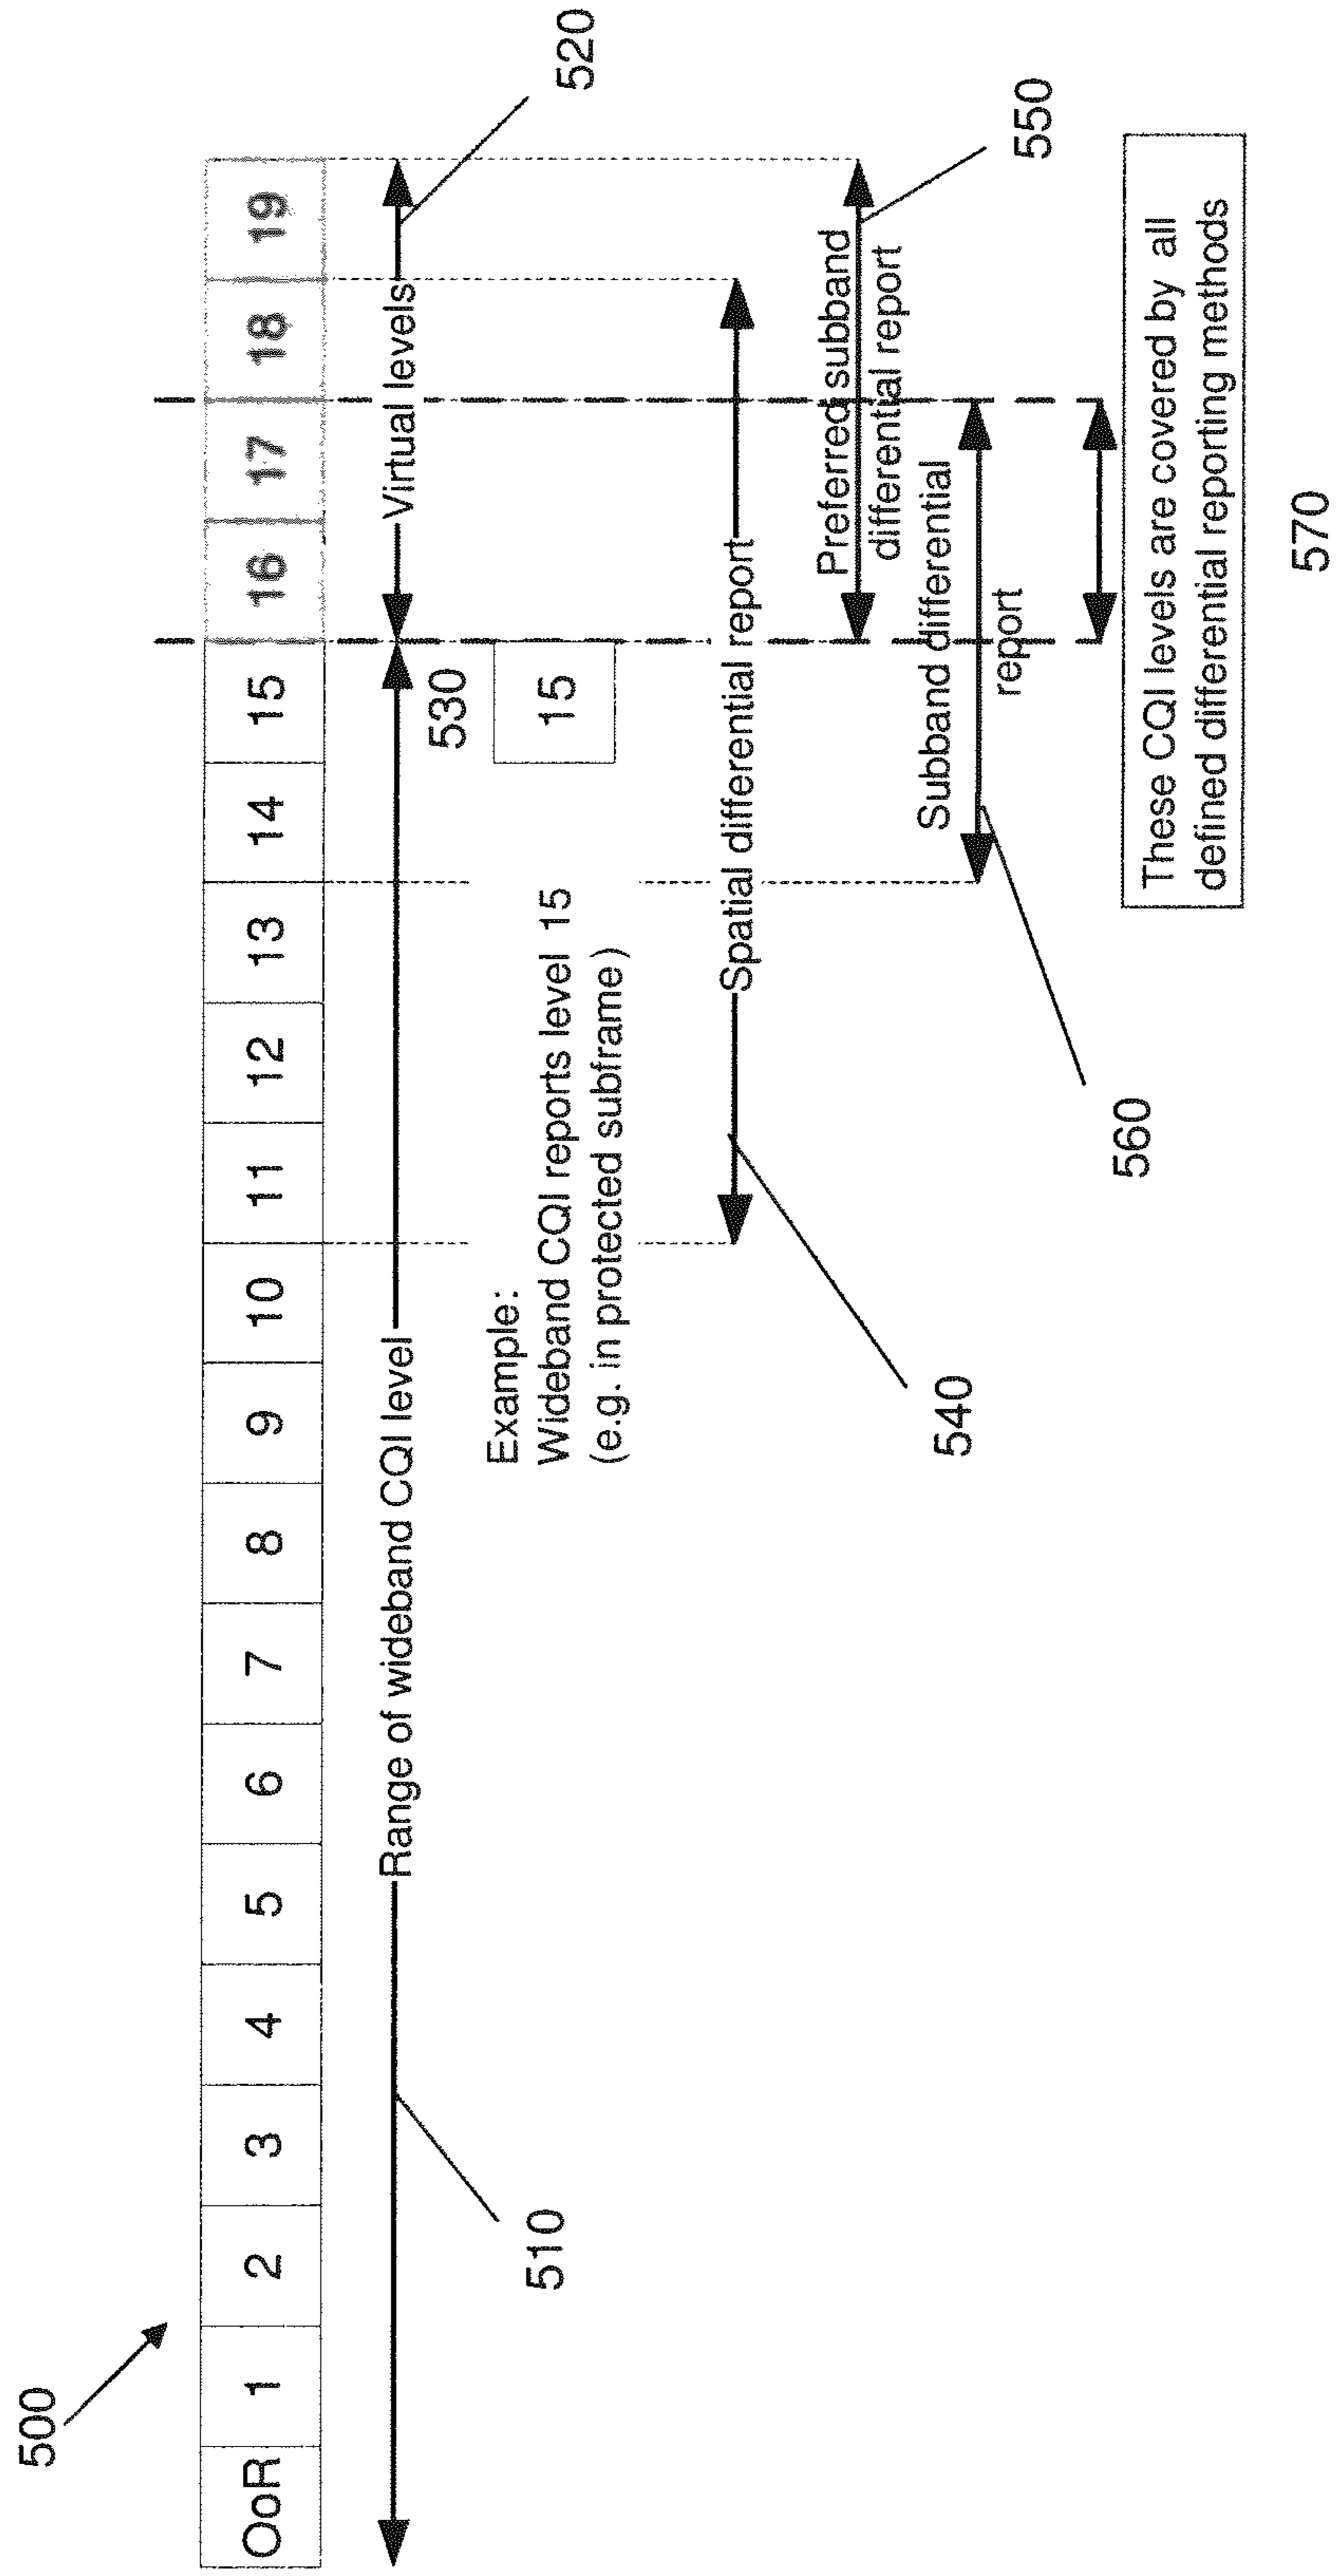 500
OoR 1 2 3 4 5 6 7 8 9 10 11 12 13 14 15 16 17 18 19
Range of wideband CQI level
Virtual levels
510
520
530
Example:
Wideband CQI reports level 15
(e.g. in protected subframe)
15
Spatial differential report
540
Preferred subband
differential report
550
Subband differential
report
560
These CQI levels are covered by all
defined differential reporting methods
570